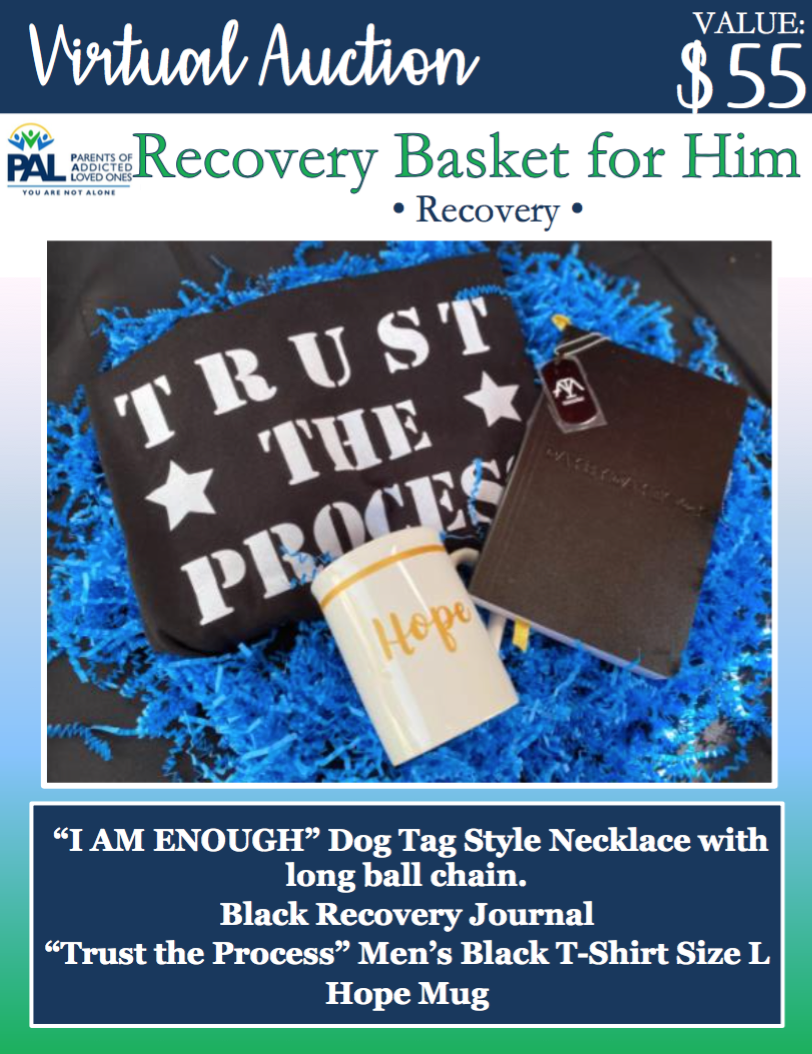 Virtual Auction
VALUE:
$55
PAL
PARENTS OF
ADDICTED
LOVED ONES
YOU ARE NOT ALONE
Recovery Basket for Him
• Recovery •
TRUST
THE
PROCES
Hope
“I AM ENOUGH” Dog Tag Style Necklace with
long ball chain.
Black Recovery Journal
“Trust the Process” Men’s Black T-Shirt Size L
Hope Mug